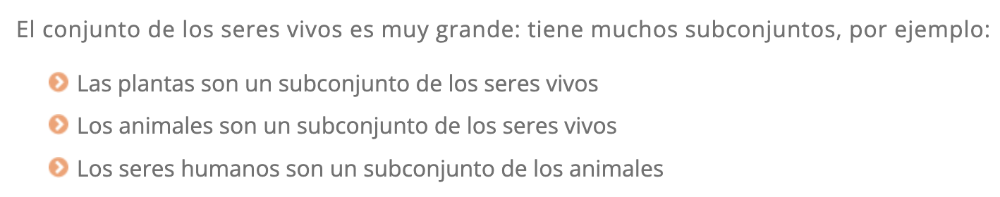 El conjunto de los seres vivos es muy grande: tiene muchos subconjuntos, por ejemplo:
Las plantas son un subconjunto de los seres vivos
Los animales son un subconjunto de los seres vivos
Los seres humanos son un subconjunto de los animales